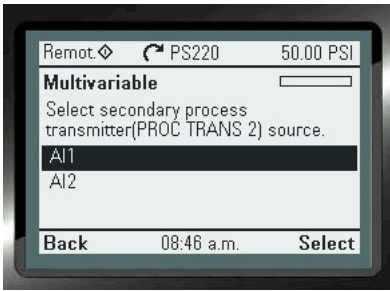 Remot. PS220 50.00 PSI
Multivariable
Select secondary process
transmitter(PROC TRANS 2) source.
AI1
AI2
Back 08:46 a.m. Select